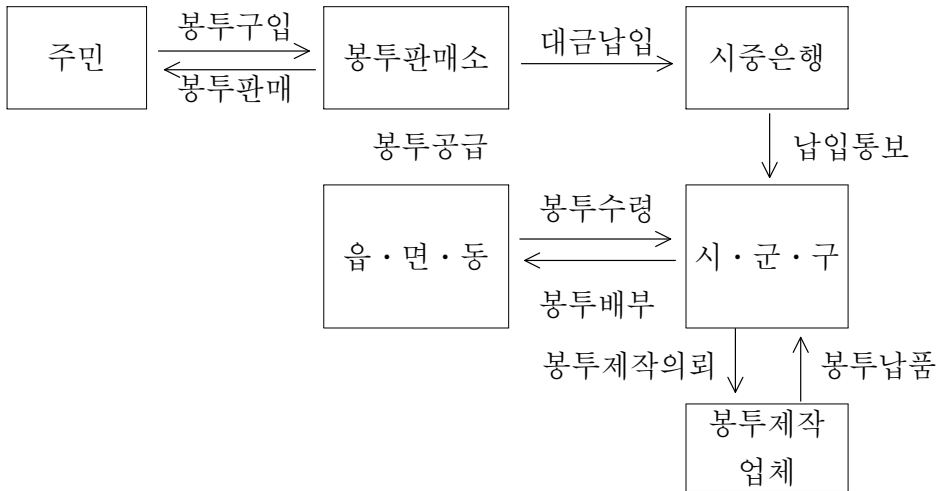 봉투구입
주민
봉투판매
봉투판매소
대금납입
시중은행
봉투공급
납입통보
읍·면·동
봉투수령
봉투배부
시·군·구
봉투제작의뢰
봉투납품
봉투제작
업체